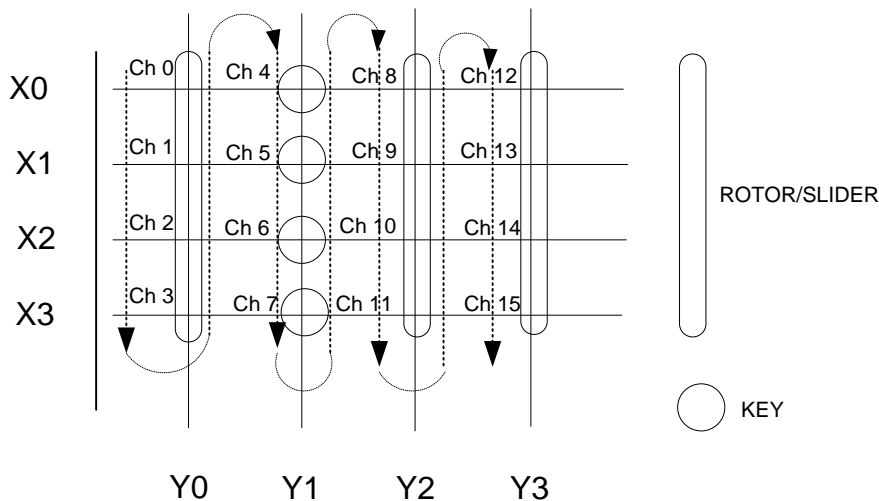 Ch 0 Ch 4 Ch 8 Ch 12
X0
Ch 1 Ch 5 Ch 9 Ch 13
X1
ROTOR/SLIDER
Ch 2 Ch 6 Ch 10 Ch 14
X2
Ch 3 Ch 7 Ch 11 Ch 15
X3
KEY
Y0 Y1 Y2 Y3